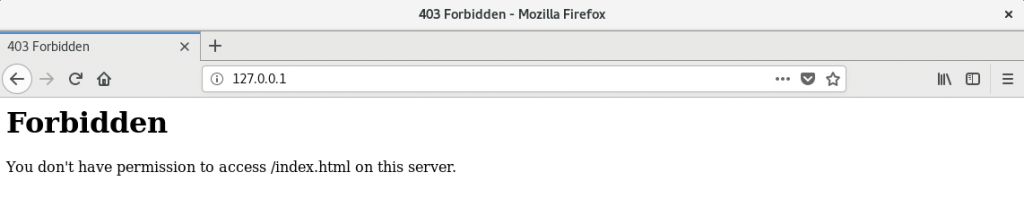 403 Forbidden - Mozilla Firefox
403 Forbidden
127.0.0.1
Forbidden
You don't have permission to access /index.html on this server.